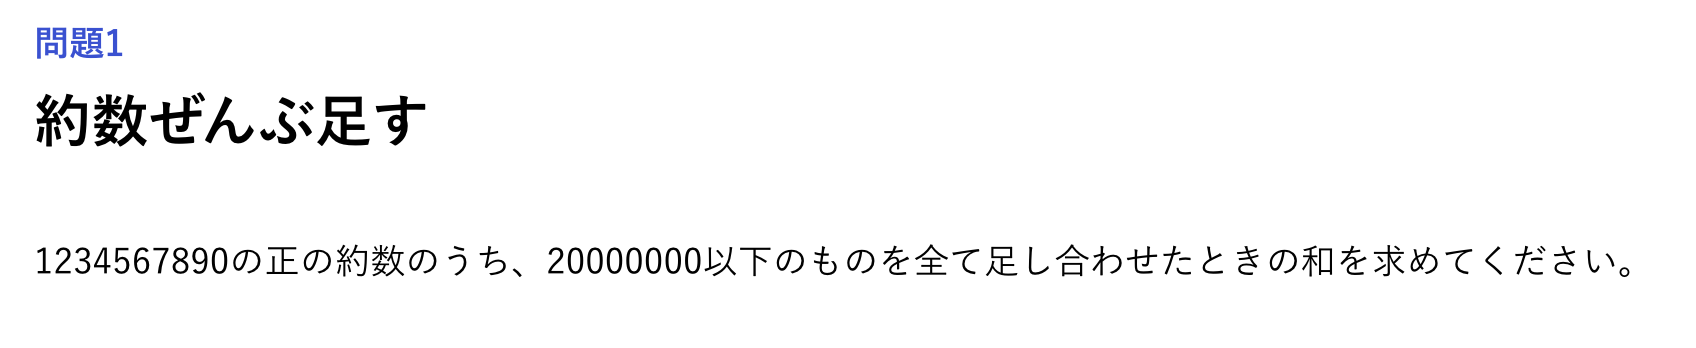 問題1
約数ぜんぶ足す
1234567890の正の約数のうち、20000000以下のものを全て足し合わせたときの和を求めてください。